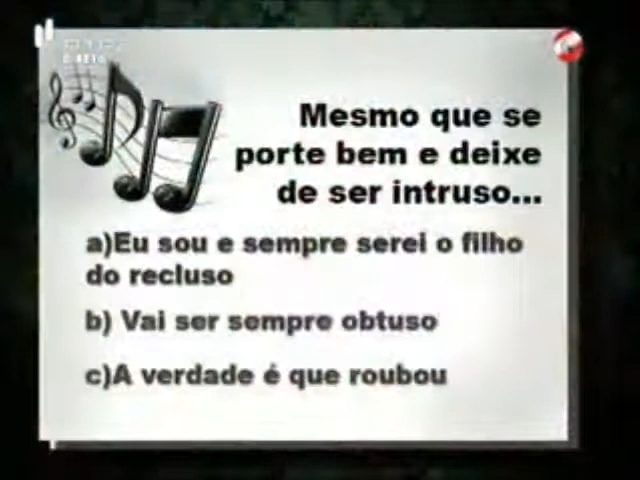 Mesmo que se
porte bem e deixe
de ser intruso...
a)Eu sou e sempre serei o filho
do recluso
b) Vai ser sempre obtuso
c)A verdade é que roubou